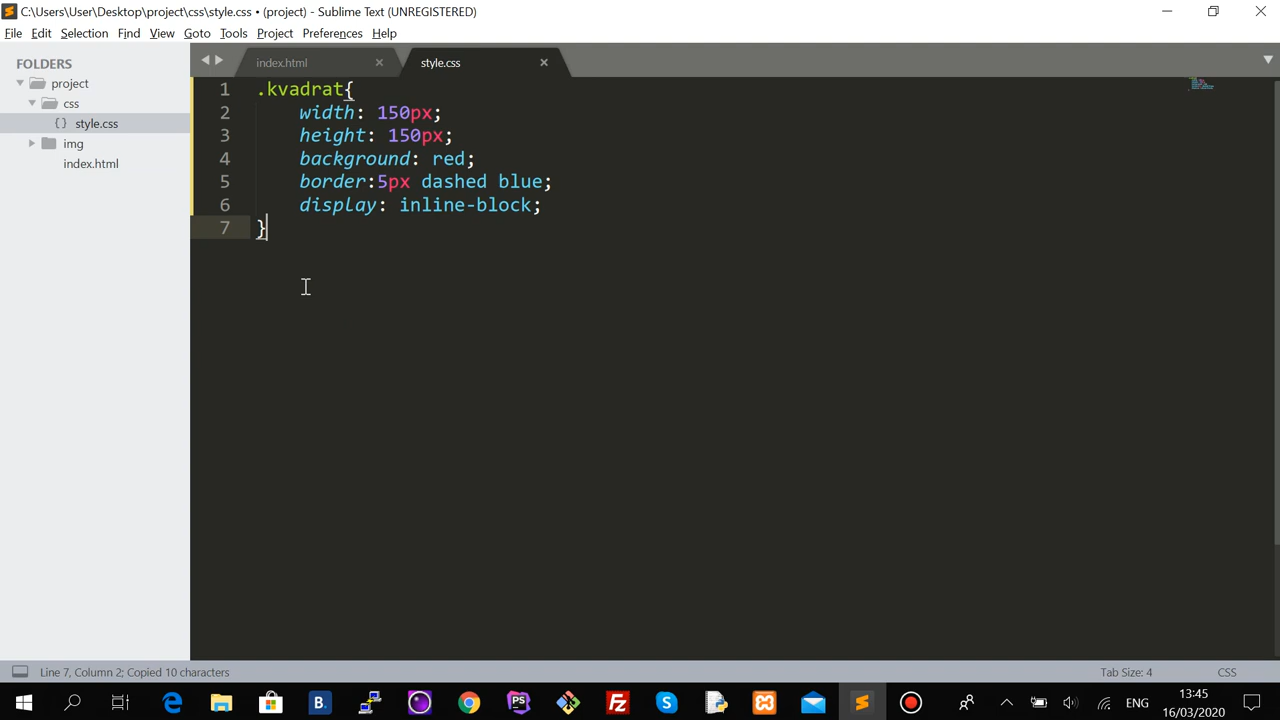 C:\Users\User\Desktop\project\css\style.css • (project) - Sublime Text (UNREGISTERED)
File Edit Selection Find View Goto Tools Project Preferences Help
FOLDERS
project
css
style.css
img
index.html
index.html
style.css
1 .kvadrat{
2 width: 150px;
3 height: 150px;
4 background: red;
5 border:5px dashed blue;
6 display: inline-block;
7 }
Line 7, Column 2; Copied 10 characters
Tab Size: 4
CSS
B.
PS
Fz
S
ENG
13:45
16/03/2020